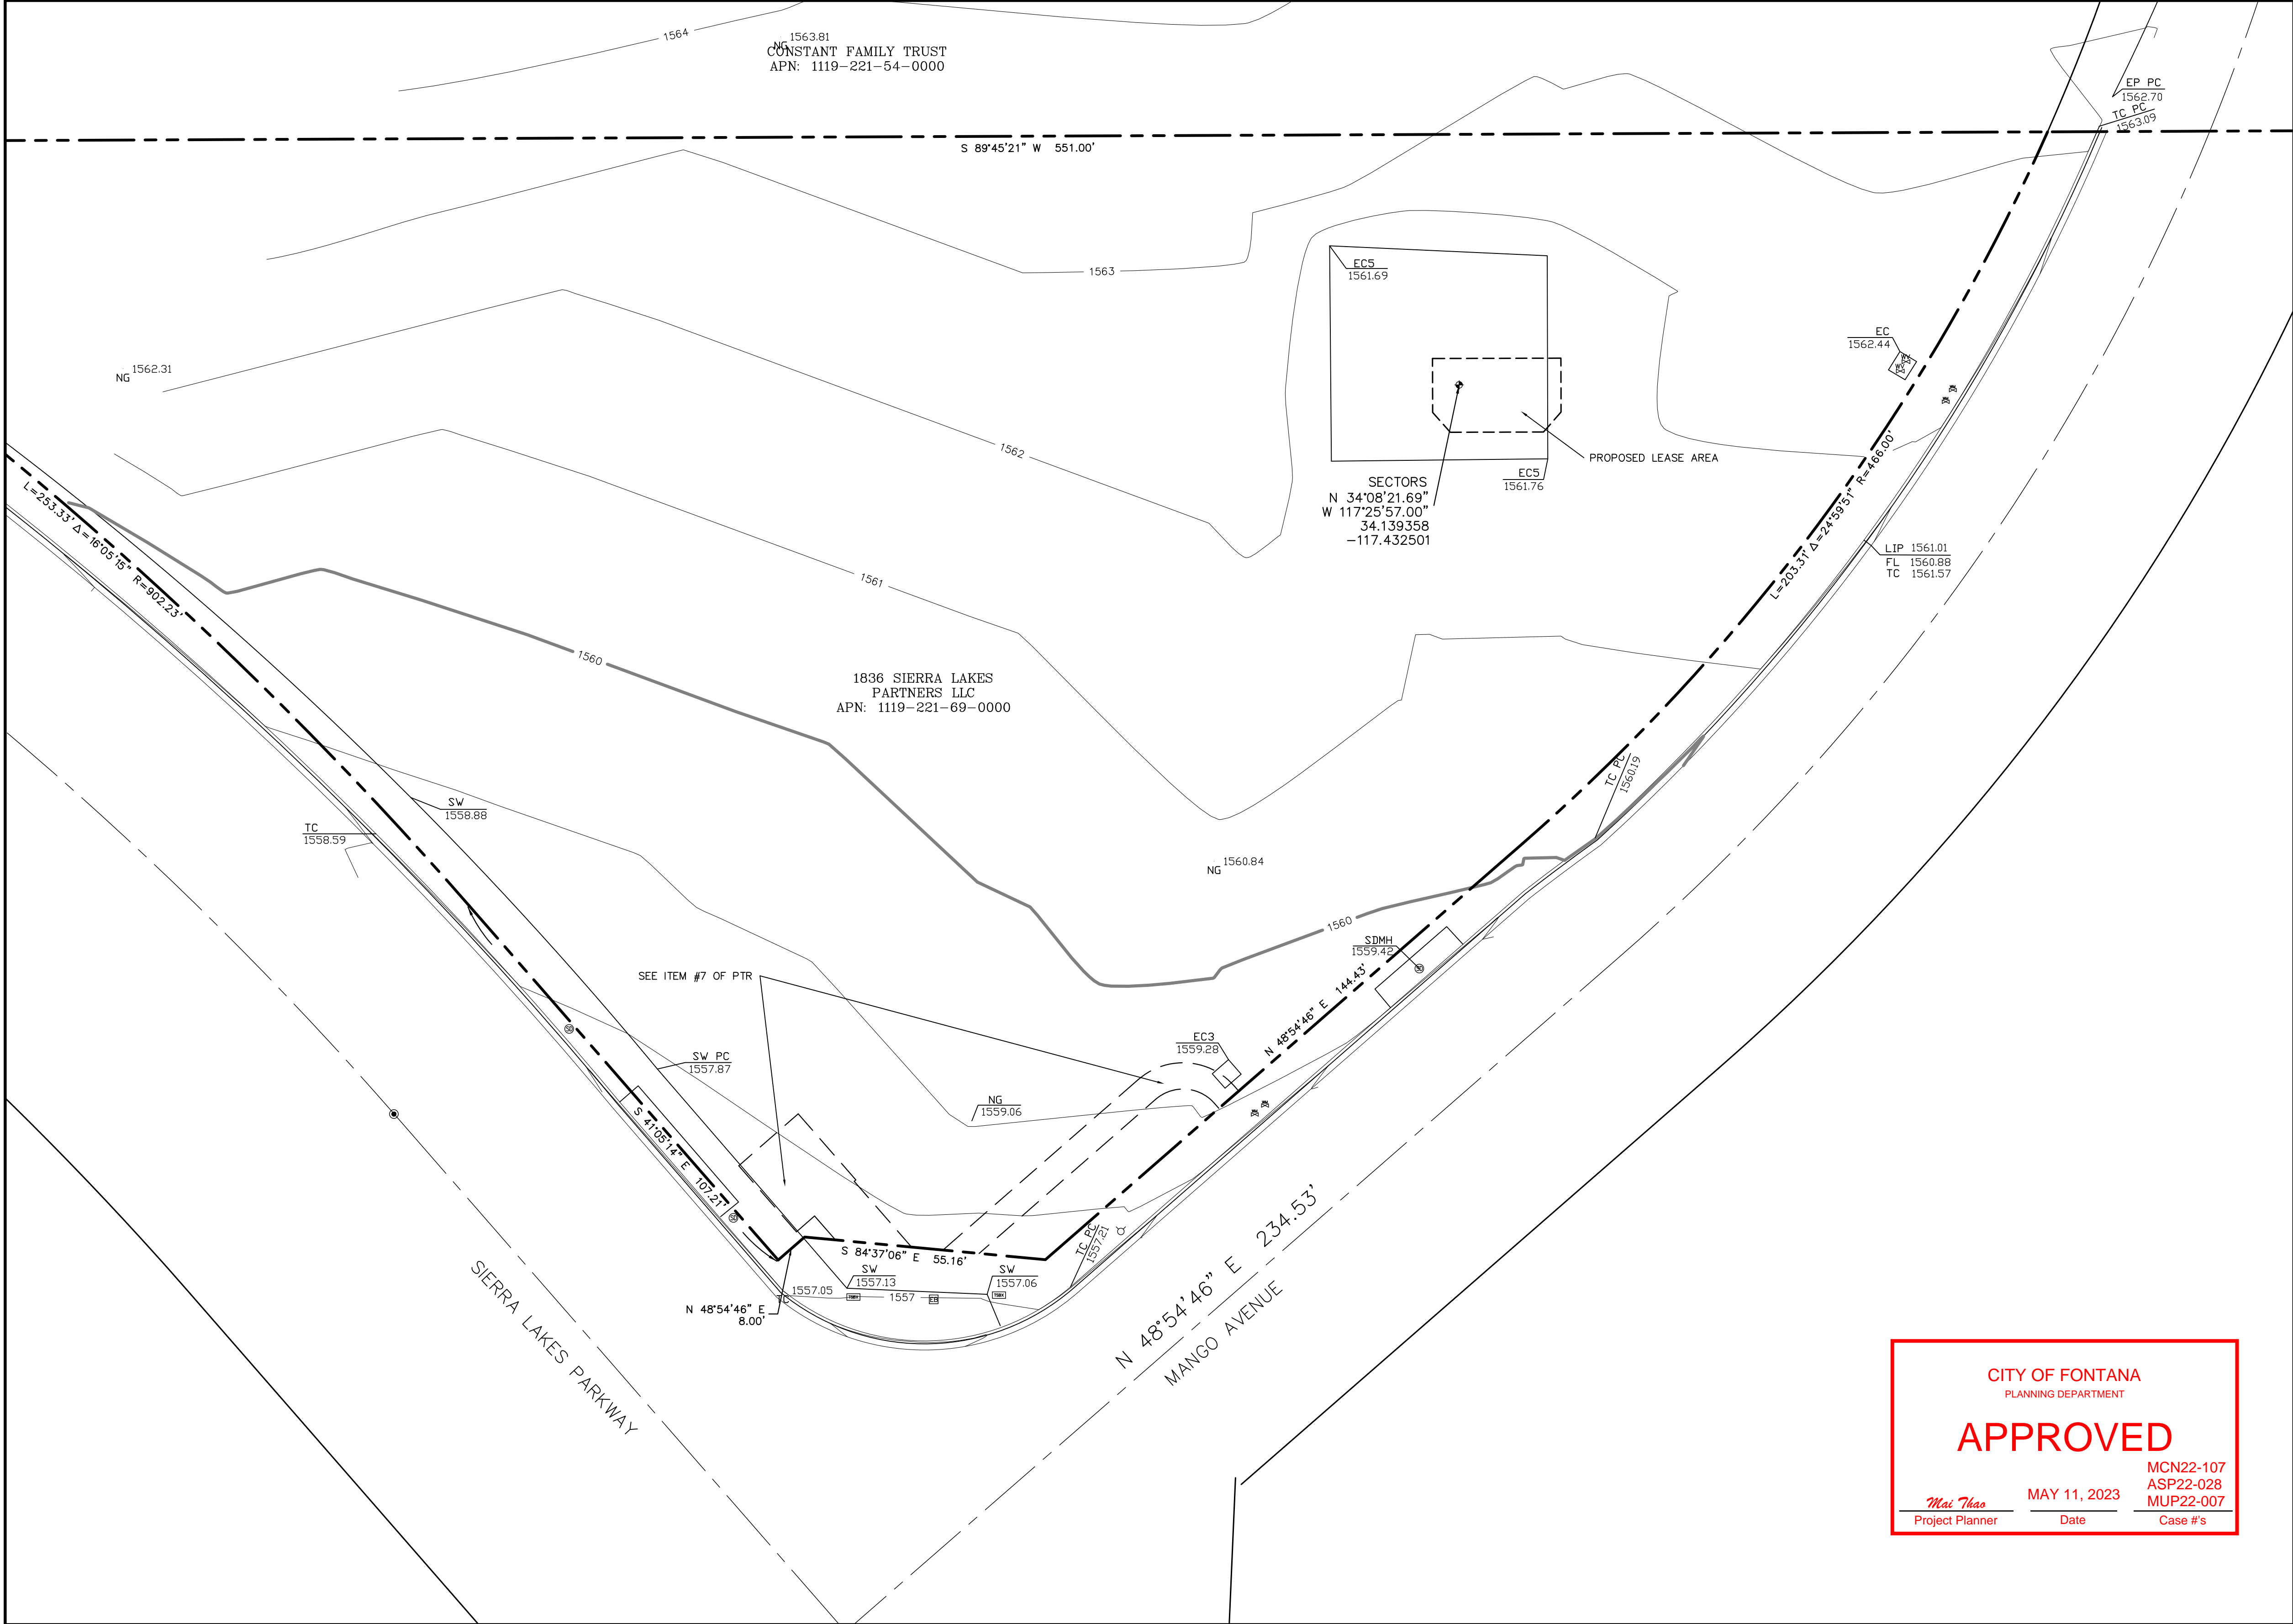 1564
NG 1563.81
CONSTANT FAMILY TRUST
APN: 1119-221-54-0000
EP PC
1562.70
TC PC
1563.09
S 89°45'21" W 551.00'
1563
EC5
1561.69
EC
1562.44
NG 1562.31
1562
PROPOSED LEASE AREA
EC5
1561.76
SECTORS
N 34°08'21.69"
W 117°25'57.00"
34.139358
-117.432501
L=203.31' Δ=24°59'51" R=466.00'
L=253.33' Δ=16°05'15" R=902.23'
LIP 1561.01
FL 1560.88
TC 1561.57
1561
1560
1836 SIERRA LAKES
PARTNERS LLC
APN: 1119-221-69-0000
TC PC
1560.19
SW
1558.88
TC
1558.59
NG 1560.84
1560
SDMH
1559.42
SEE ITEM #7 OF PTR
N 48°54'46" E 144.43'
EC3
1559.28
SW PC
1557.87
NG
1559.06
S 41°05'14" E 107.21'
S 84°37'06" E 55.16'
TC PC
1557.21
SW
1557.13
SW
1557.06
TC 1557.05
1557
N 48°54'46" E
8.00'
N 48°54'46" E 234.53'
MANGO AVENUE
SIERRA LAKES PARKWAY
CITY OF FONTANA
PLANNING DEPARTMENT
APPROVED
MCN22-107
ASP22-028
MUP22-007
Mai Thao
MAY 11, 2023
Project Planner
Date
Case #'s